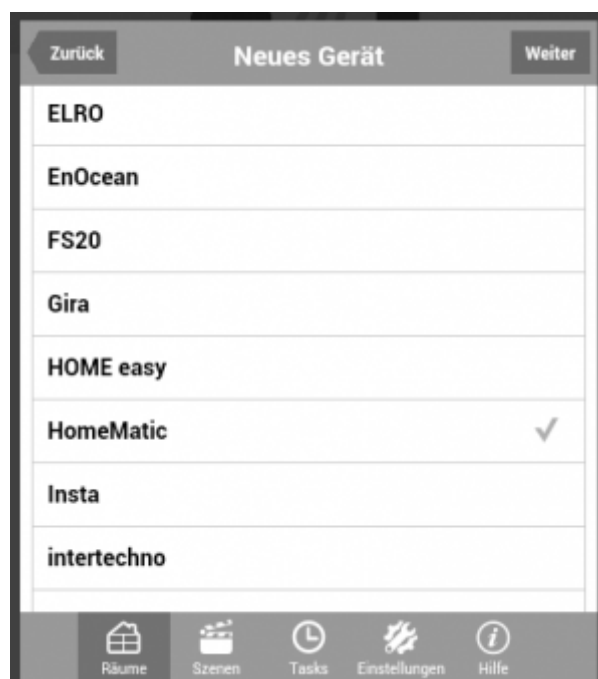 Zurück Neues Gerät Weiter
ELRO
EnOcean
FS20
Gira
HOME easy
HomeMatic
Insta
intertechno
Räume Szenen Tasks Einstellungen Hilfe